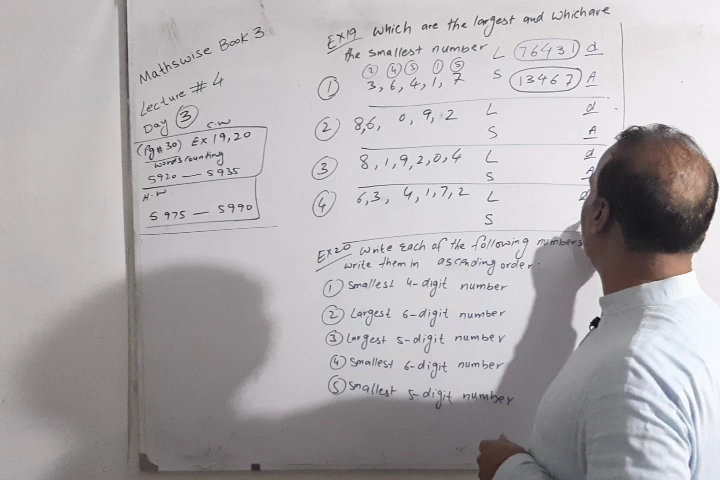 Mathswise Book 3
Lecture # 4
Day 3
C.W
(Pg# 30) Ex 19, 20
words counting
5920 — 5935
H.W
5975 — 5990
Ex19 which are the largest and which are
the smallest number
L 76431 d
S 13467 A
2 4 3 1 5
1 3, 6, 4, 1, 7
2 8, 6, 0, 9, 2 L d
S A
3 8, 1, 9, 2, 0, 4 L d
S A
4 6, 3, 4, 1, 7, 2 L d
S
Ex20 write each of the following numbers
write them in ascending order.
1 Smallest 4-digit number
2 Largest 6-digit number
3 Largest 5-digit number
4 Smallest 6-digit number
5 Smallest 5-digit number